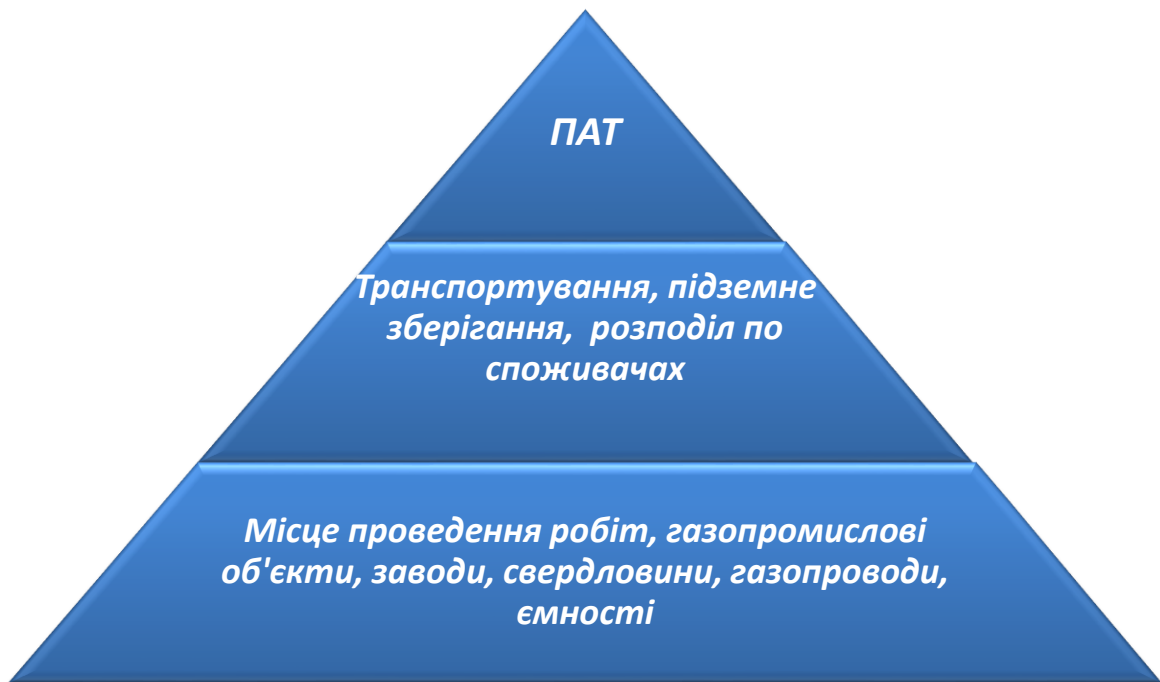 ПАТ
Транспортування, підземне
зберігання, розподіл по
споживачах
Місце проведення робіт, газопромислові
об'єкти, заводи, свердловини, газопроводи,
ємності